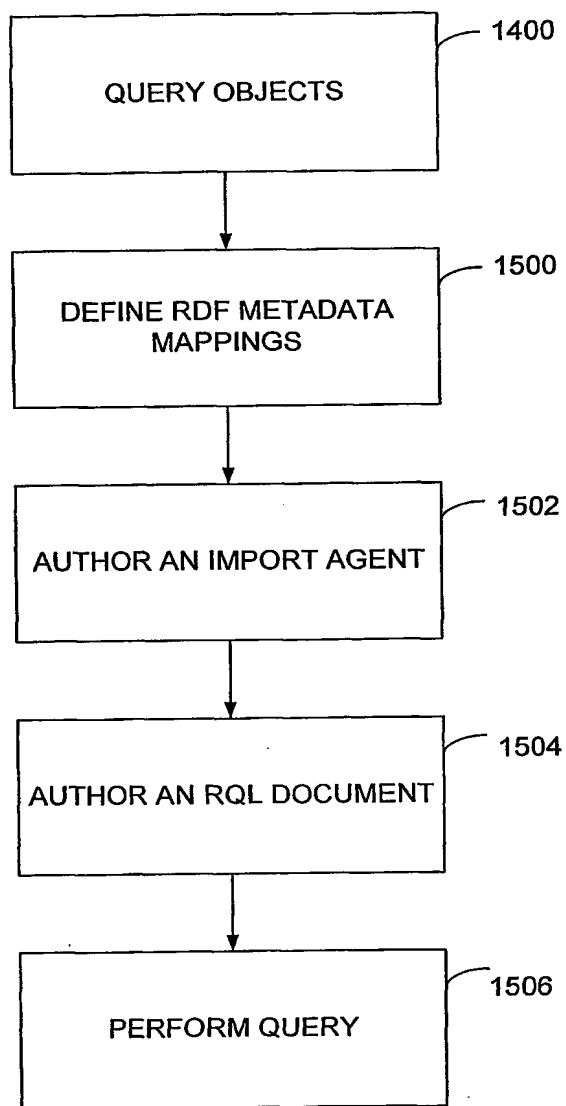 1400
QUERY OBJECTS
1500
DEFINE RDF METADATA
MAPPINGS
1502
AUTHOR AN IMPORT AGENT
1504
AUTHOR AN RQL DOCUMENT
1506
PERFORM QUERY